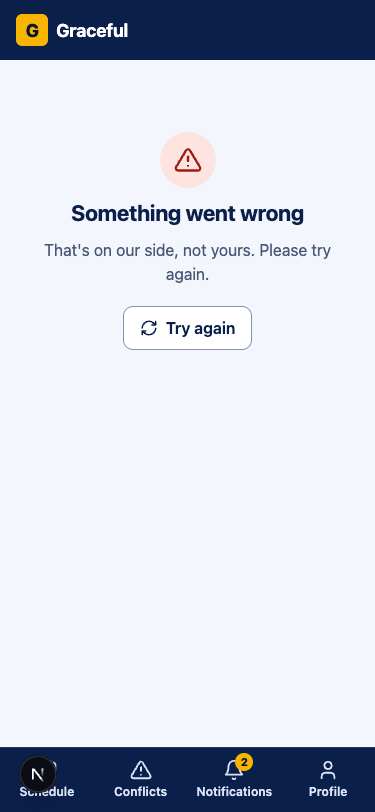 G Graceful
Something went wrong
That's on our side, not yours. Please try
again.
Try again
2
N
Schedule Conflicts Notifications Profile